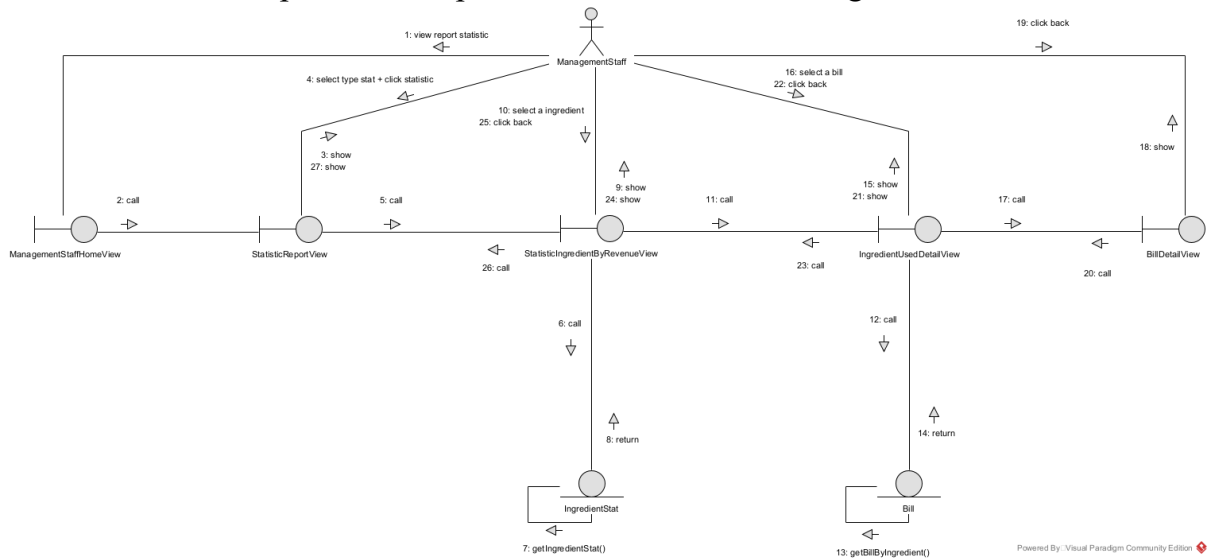 19: click back
1: view report statistic
ManagementStaff
4: select type stat + click statistic
16: select a bill
22: click back
10: select a ingredient
25: click back
3: show
27: show
9: show
24: show
15: show
21: show
18: show
2: call
5: call
11: call
17: call
ManagementStaffHomeView
StatisticReportView
StatisticIngredientByRevenueView
IngredientUsedDetailView
BillDetailView
26: call
23: call
20: call
6: call
12: call
8: return
14: return
IngredientStat
Bill
7: getIngredientStat()
13: getBillByIngredient()
Powered By: Visual Paradigm Community Edition